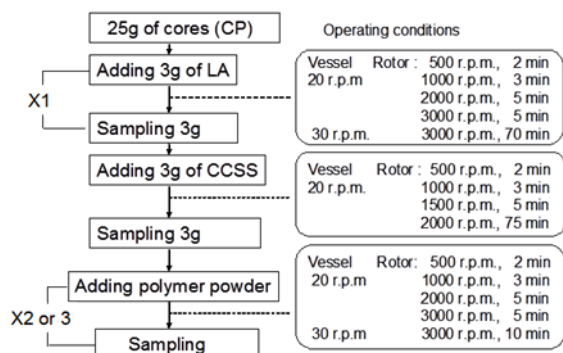 25g of cores (CP)
Adding 3g of LA
X1
Sampling 3g
Adding 3g of CCSS
Sampling 3g
Adding polymer powder
X2 or 3
Sampling
Operating conditions
Vessel Rotor : 500 r.p.m., 2 min
20 r.p.m 1000 r.p.m., 3 min
2000 r.p.m., 5 min
3000 r.p.m., 5 min
30 r.p.m. 3000 r.p.m., 70 min
Vessel Rotor : 500 r.p.m., 2 min
20 r.p.m. 1000 r.p.m., 3 min
1500 r.p.m., 5 min
2000 r.p.m., 75 min
Vessel Rotor: 500 r.p.m., 2 min
20 r.p.m 1000 r.p.m., 3 min
2000 r.p.m., 5 min
3000 r.p.m., 5 min
30 r.p.m 3000 r.p.m., 10 min